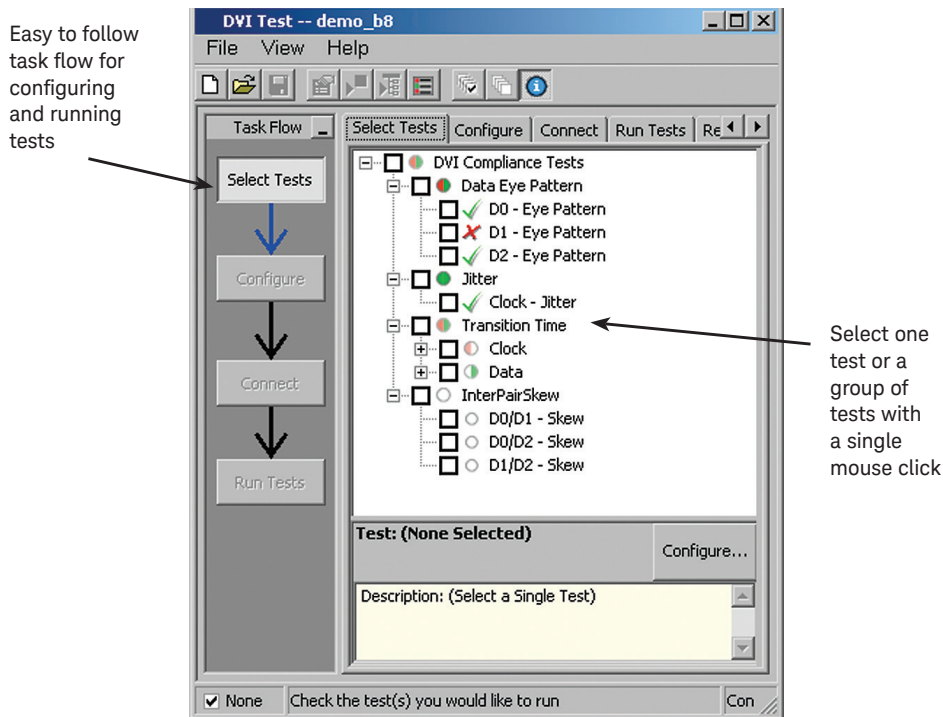 Easy to follow
task flow for
configuring
and running
tests
DVI Test -- demo_b8
File View Help
Task Flow
Select Tests
Configure
Connect
Run Tests
Select Tests Configure Connect Run Tests Re
DVI Compliance Tests
Data Eye Pattern
D0 - Eye Pattern
D1 - Eye Pattern
D2 - Eye Pattern
Jitter
Clock - Jitter
Transition Time
Clock
Data
InterPairSkew
D0/D1 - Skew
D0/D2 - Skew
D1/D2 - Skew
Test: (None Selected)
Configure...
Description: (Select a Single Test)
None Check the test(s) you would like to run Con
Select one
test or a
group of
tests with
a single
mouse click